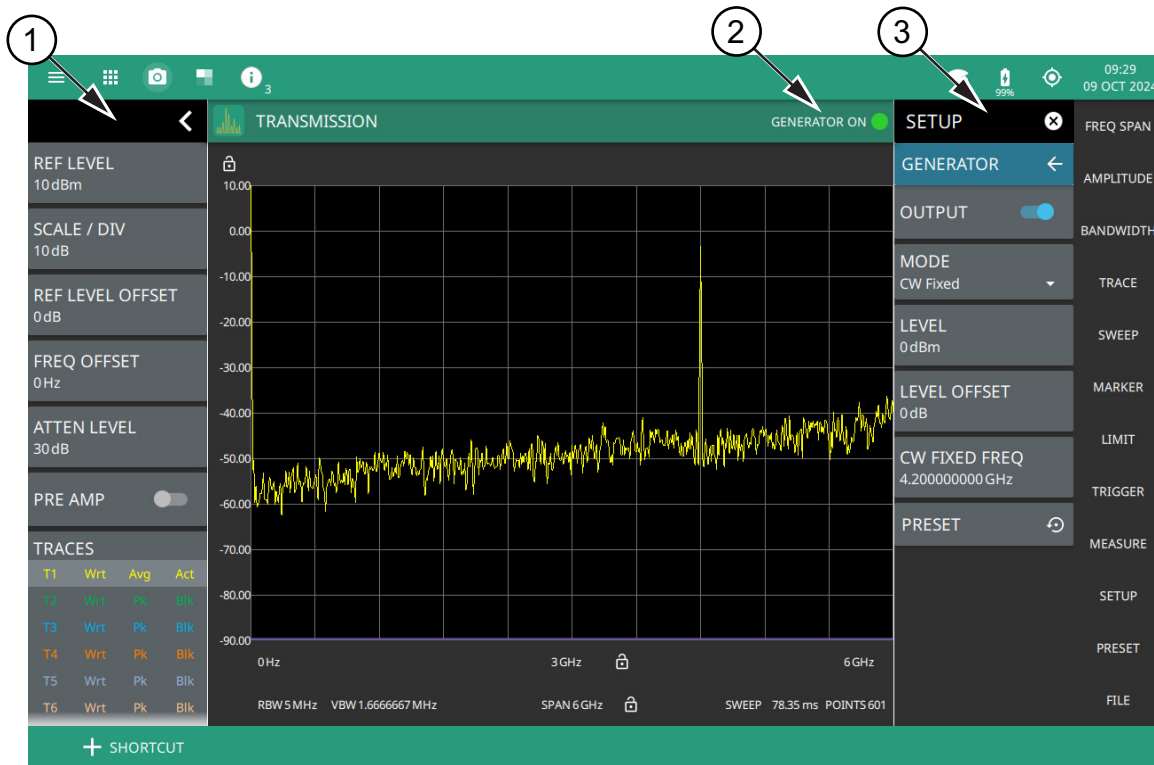 1
2
3
3
99%
09:29
09 OCT 2024
TRANSMISSION
GENERATOR ON
SETUP
REF LEVEL
10 dBm
SCALE / DIV
10 dB
REF LEVEL OFFSET
0 dB
FREQ OFFSET
0 Hz
ATTEN LEVEL
30 dB
PRE AMP
TRACES
T1 Wrt Avg Act
T2 Wrt Pk Blk
T3 Wrt Pk Blk
T4 Wrt Pk Blk
T5 Wrt Pk Blk
T6 Wrt Pk Blk
10.00
0.00
-10.00
-20.00
-30.00
-40.00
-50.00
-60.00
-70.00
-80.00
-90.00
0 Hz 3 GHz 6 GHz
RBW 5 MHz VBW 1.6666667 MHz SPAN 6 GHz SWEEP 78.35 ms POINTS 601
GENERATOR
OUTPUT
MODE
CW Fixed
LEVEL
0 dBm
LEVEL OFFSET
0 dB
CW FIXED FREQ
4.200000000 GHz
PRESET
FREQ SPAN
AMPLITUDE
BANDWIDTH
TRACE
SWEEP
MARKER
LIMIT
TRIGGER
MEASURE
SETUP
PRESET
FILE
+ SHORTCUT